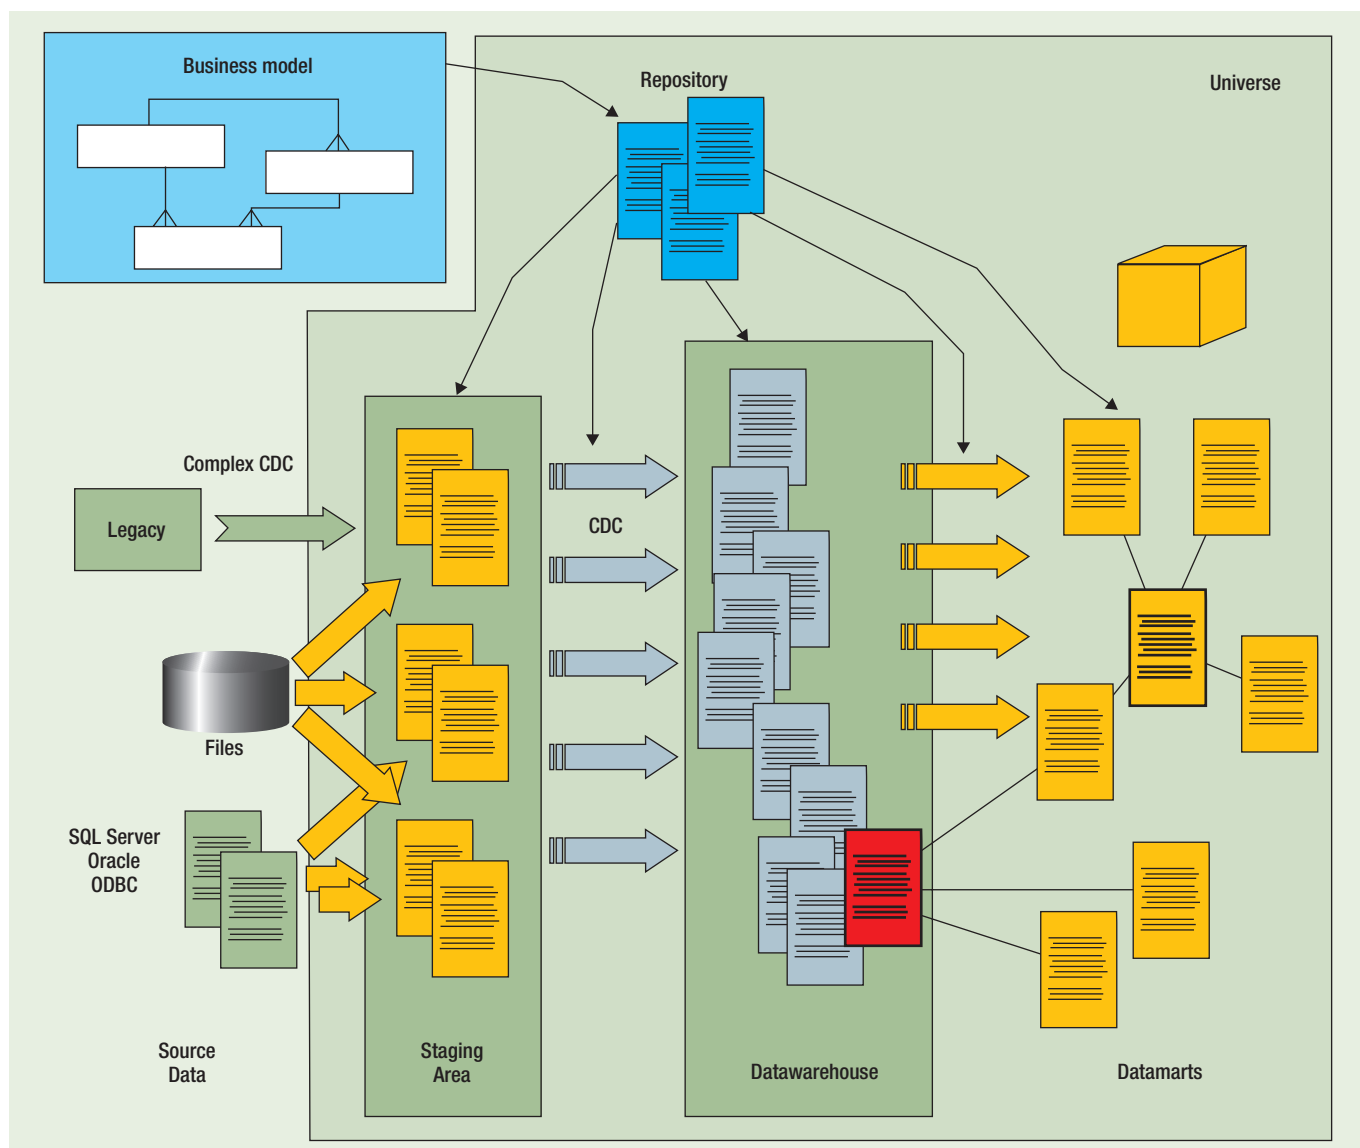 Business model
Repository
Universe
Complex CDC
Legacy
CDC
Files
SQL Server
Oracle
ODBC
Source
Data
Staging
Area
Datawarehouse
Datamarts